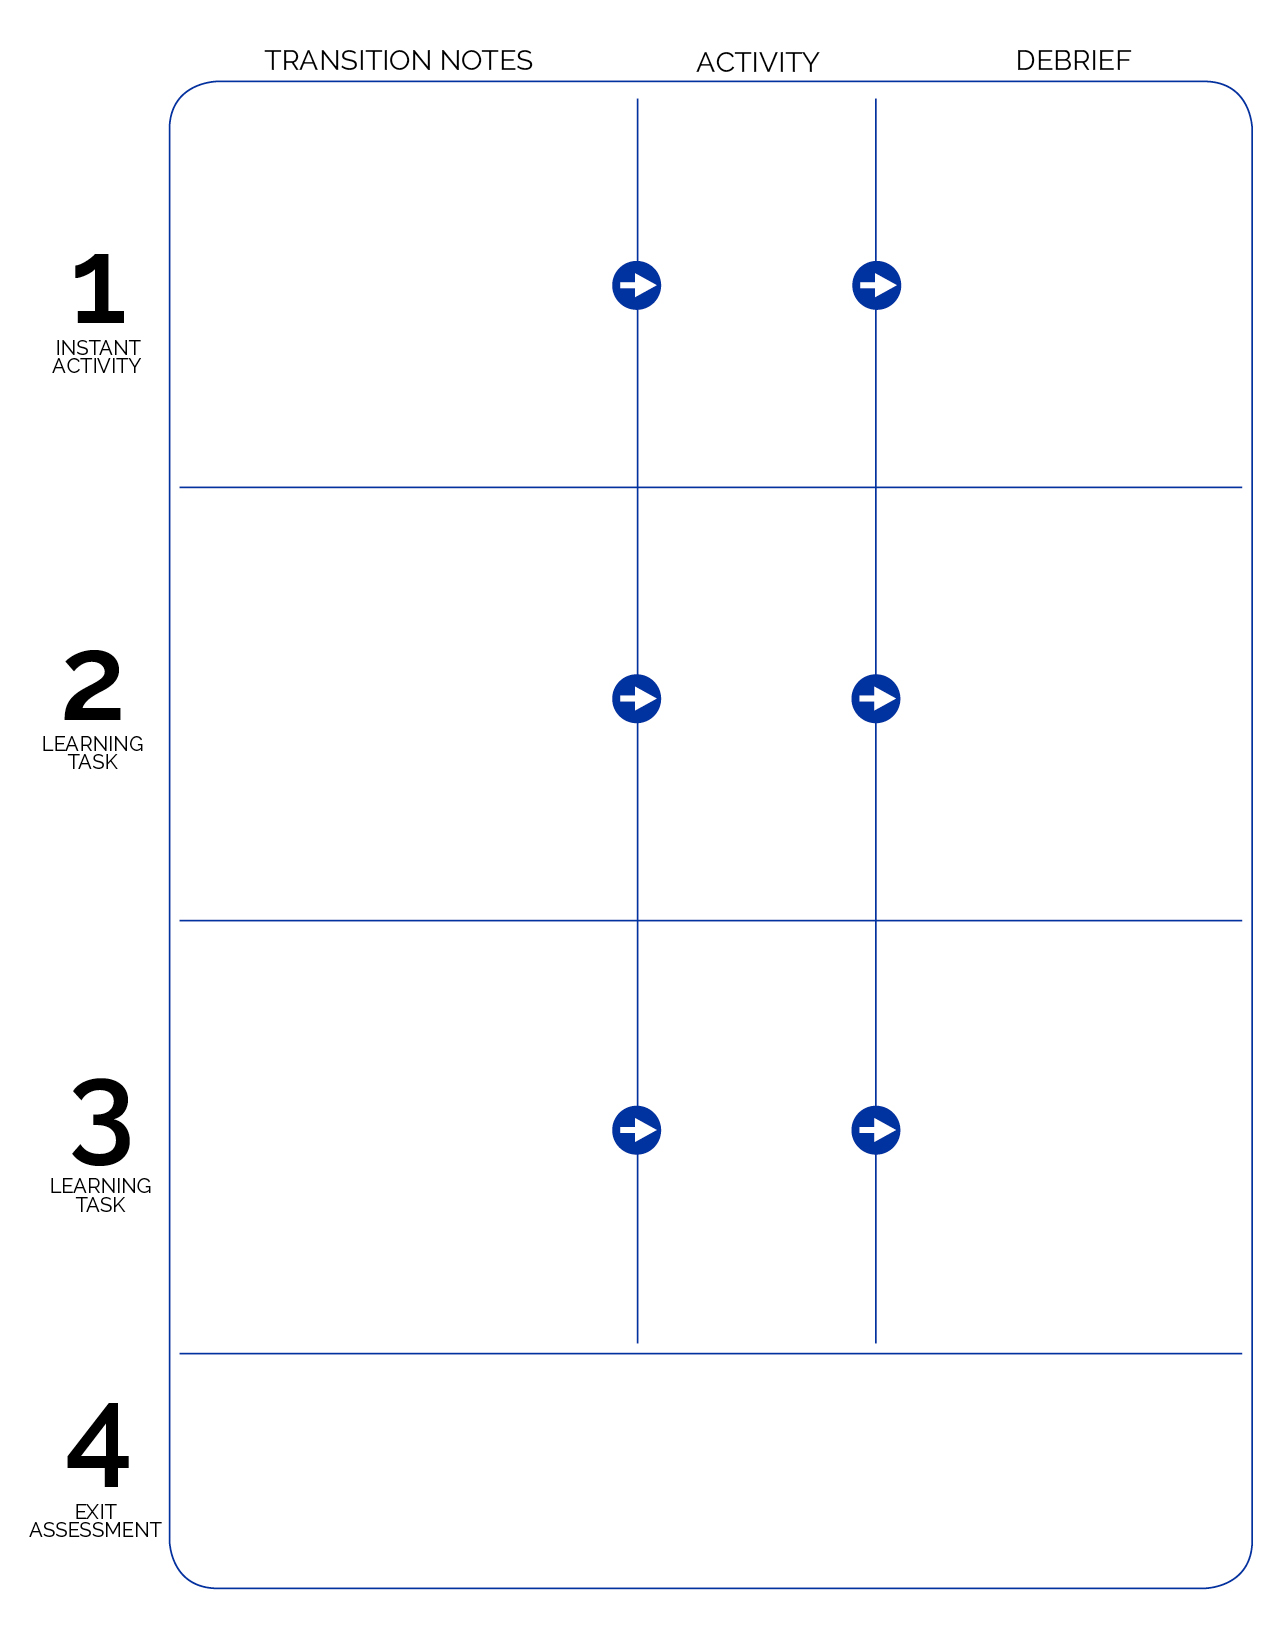 TRANSITION NOTES
ACTIVITY
DEBRIEF
1
INSTANT
ACTIVITY
2
LEARNING
TASK
3
LEARNING
TASK
4
EXIT
ASSESSMENT